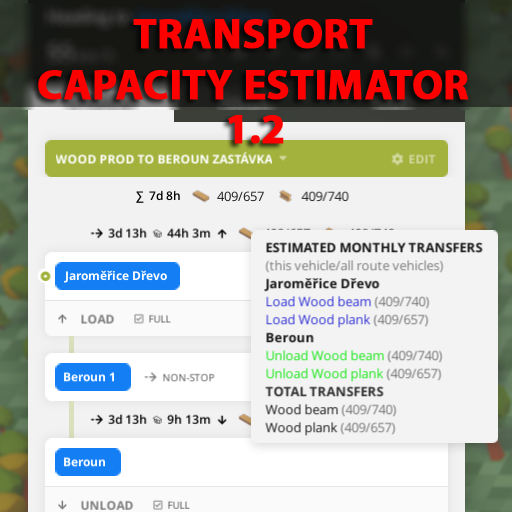 TRANSPORT
CAPACITY ESTIMATOR
1.2
WOOD PROD TO BEROUN ZASTÁVKA EDIT
∑ 7d 8h 409/657 409/740
→ 3d 13h 44h 3m ↑
Jaroměřice Dřevo
↑ LOAD FULL
Beroun 1 → NON-STOP
→ 3d 13h 9h 13m ↓
Beroun
↓ UNLOAD FULL
ESTIMATED MONTHLY TRANSFERS
(this vehicle/all route vehicles)
Jaroměřice Dřevo
Load Wood beam (409/740)
Load Wood plank (409/657)
Beroun
Unload Wood beam (409/740)
Unload Wood plank (409/657)
TOTAL TRANSFERS
Wood beam (409/740)
Wood plank (409/657)